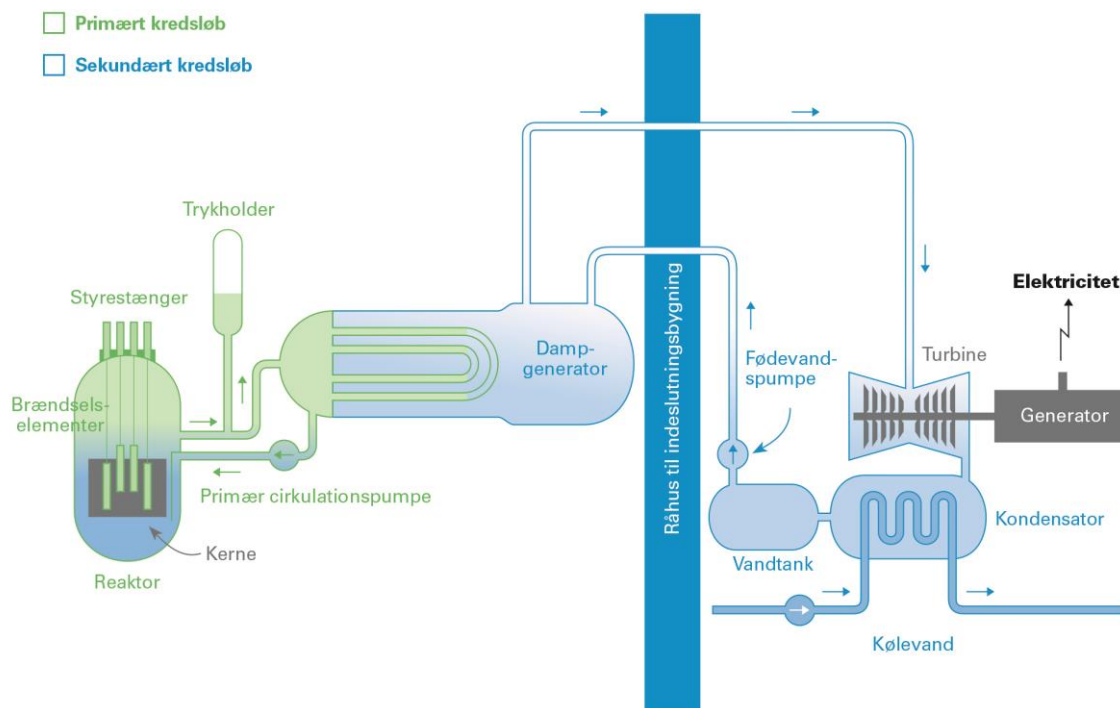 Primært kredsløb
Sekundært kredsløb
Trykholder
Styrestænger
Brændsels-
elementer
Primær cirkulationspumpe
Kerne
Reaktor
Damp-
generator
Råhus til indeslutningsbygning
Fødevand-
spumpe
Elektricitet
Turbine
Generator
Kondensator
Vandtank
Kølevand